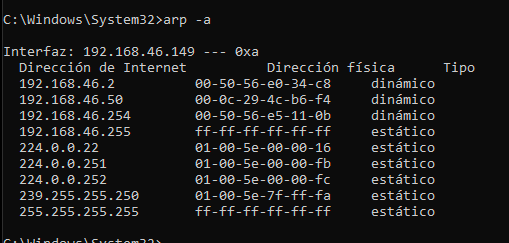 C:\Windows\System32>arp -a
Interfaz: 192.168.46.149 --- 0xa
Dirección de Internet Dirección física Tipo
192.168.46.2 00-50-56-e0-34-c8 dinámico
192.168.46.50 00-0c-29-4c-b6-f4 dinámico
192.168.46.254 00-50-56-e5-11-0b dinámico
192.168.46.255 ff-ff-ff-ff-ff-ff estático
224.0.0.22 01-00-5e-00-00-16 estático
224.0.0.251 01-00-5e-00-00-fb estático
224.0.0.252 01-00-5e-00-00-fc estático
239.255.255.250 01-00-5e-7f-ff-fa estático
255.255.255.255 ff-ff-ff-ff-ff-ff estático
C:\Windows\System32>